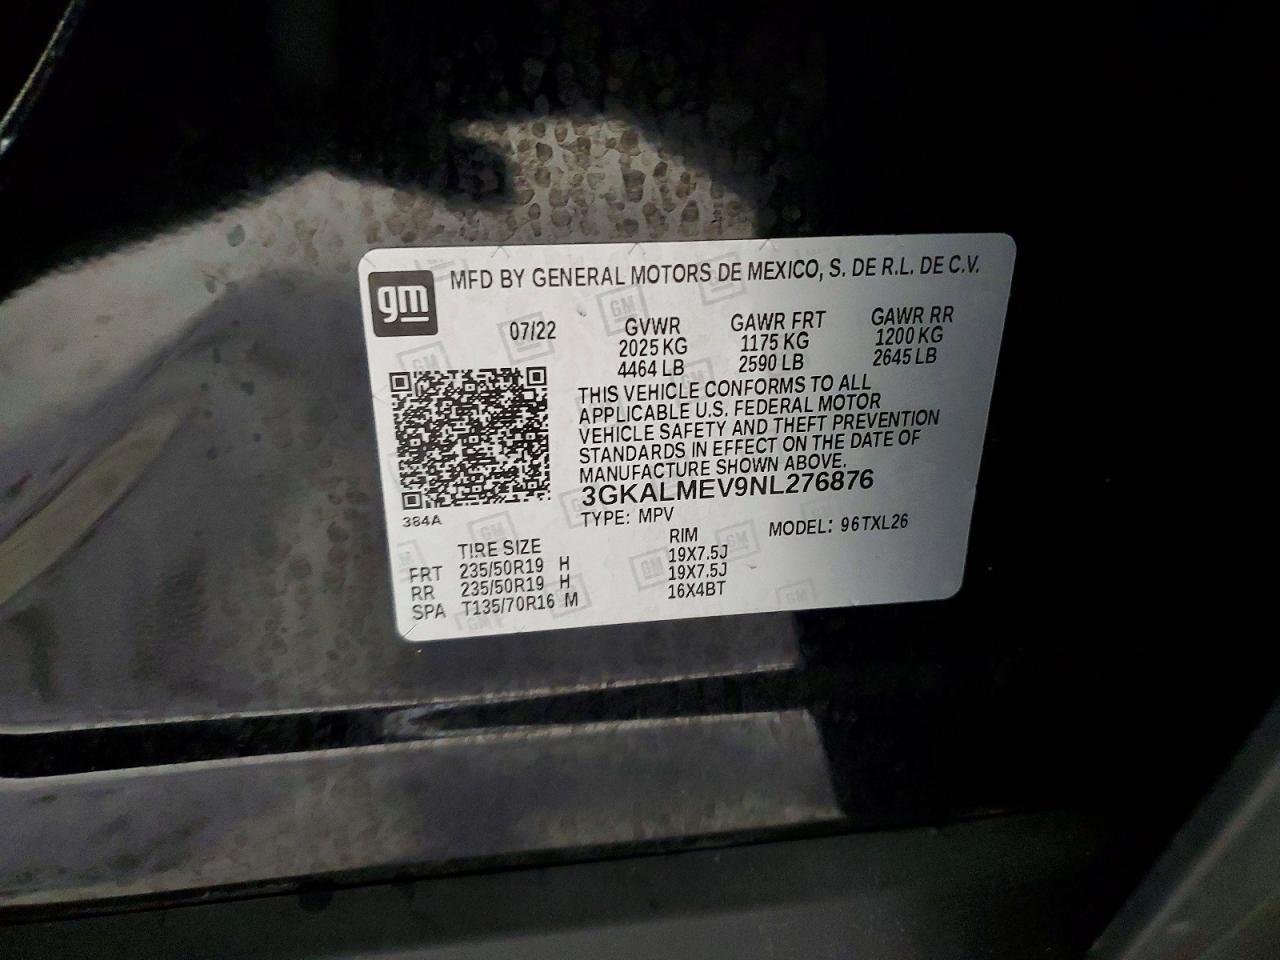 gm
MFD BY GENERAL MOTORS DE MEXICO, S. DE R.L. DE C.V.
07/22 GVWR GAWR FRT GAWR RR
2025 KG 1175 KG 1200 KG
4464 LB 2590 LB 2645 LB
THIS VEHICLE CONFORMS TO ALL
APPLICABLE U.S. FEDERAL MOTOR
VEHICLE SAFETY AND THEFT PREVENTION
STANDARDS IN EFFECT ON THE DATE OF
MANUFACTURE SHOWN ABOVE.
3GKALMEV9NL276876
384A
TYPE: MPV MODEL: 96TXL26
TIRE SIZE RIM
FRT 235/50R19 H 19X7.5J
RR 235/50R19 H 19X7.5J
SPA T135/70R16 M 16X4BT